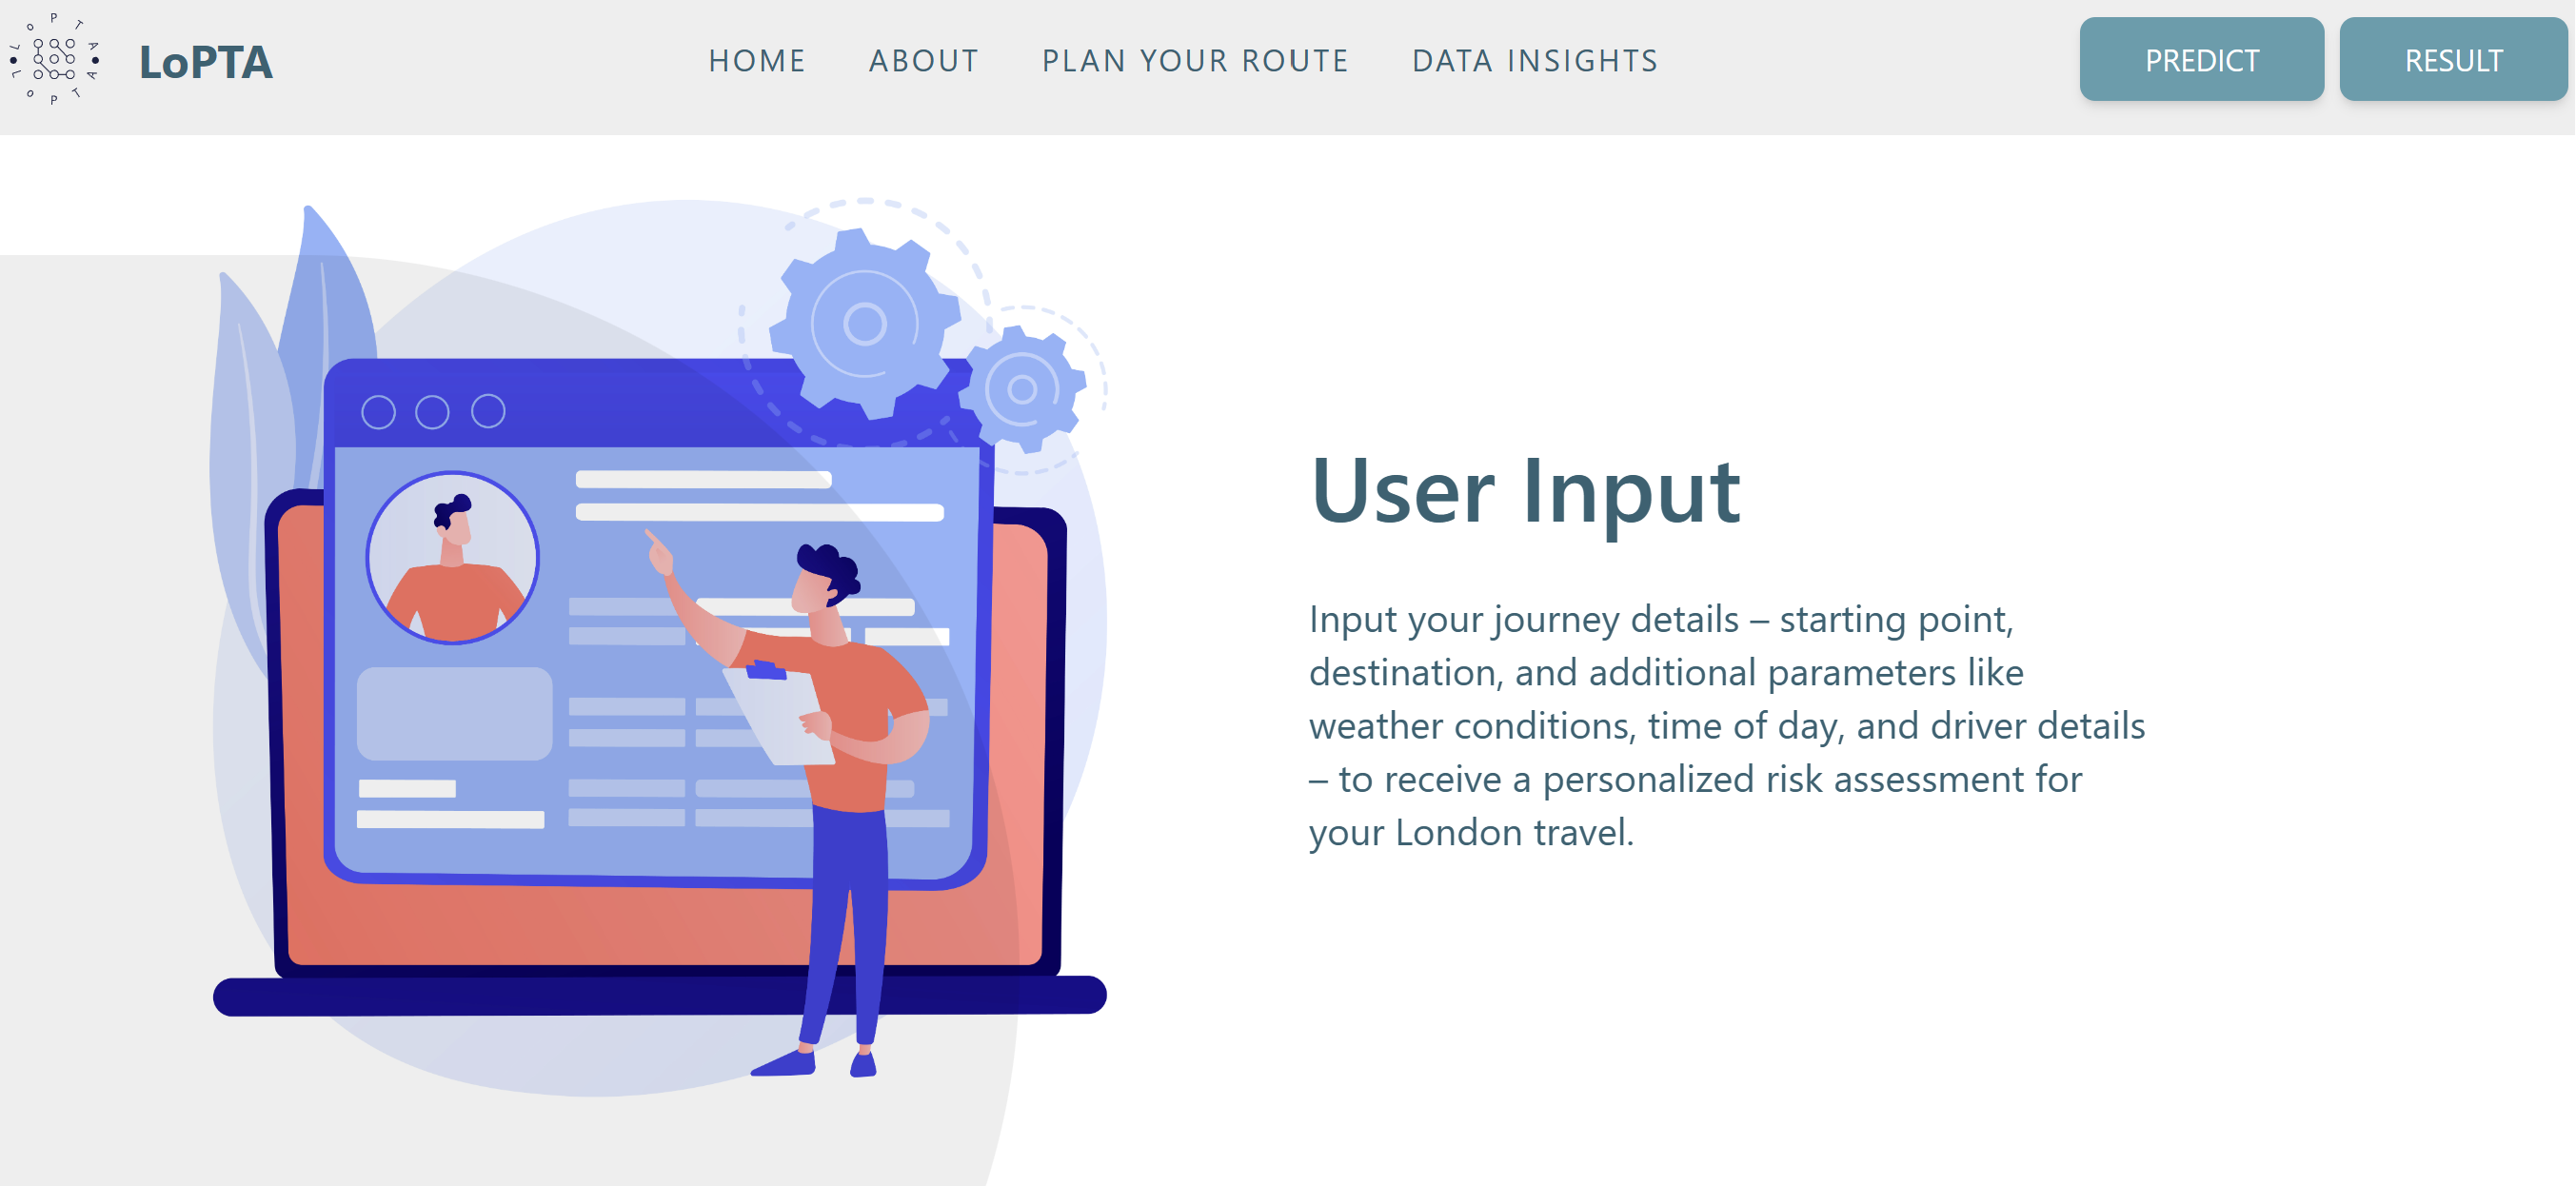 LOPTA
LOPTA
LoPTA
HOME
ABOUT
PLAN YOUR ROUTE
DATA INSIGHTS
PREDICT
RESULT
User Input
Input your journey details – starting point,
destination, and additional parameters like
weather conditions, time of day, and driver details
– to receive a personalized risk assessment for
your London travel.